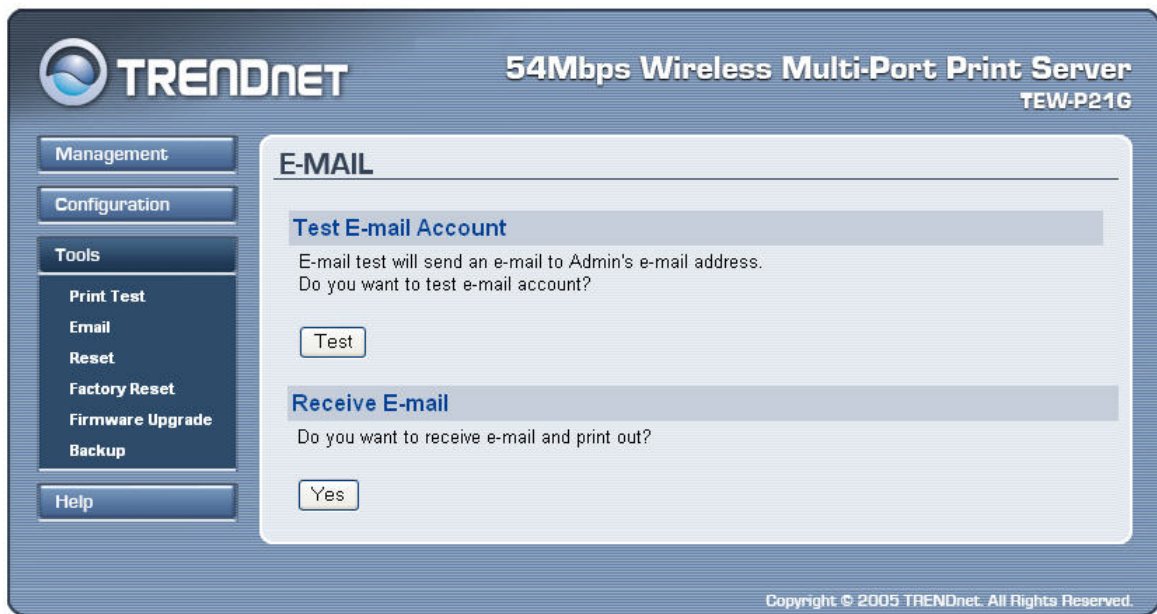 TRENDNET
54Mbps Wireless Multi-Port Print Server
TEW-P21G
Management
Configuration
Tools
Print Test
Email
Reset
Factory Reset
Firmware Upgrade
Backup
Help
E-MAIL
Test E-mail Account
E-mail test will send an e-mail to Admin's e-mail address.
Do you want to test e-mail account?
Test
Receive E-mail
Do you want to receive e-mail and print out?
Yes
Copyright © 2005 TRENDnet. All Rights Reserved.